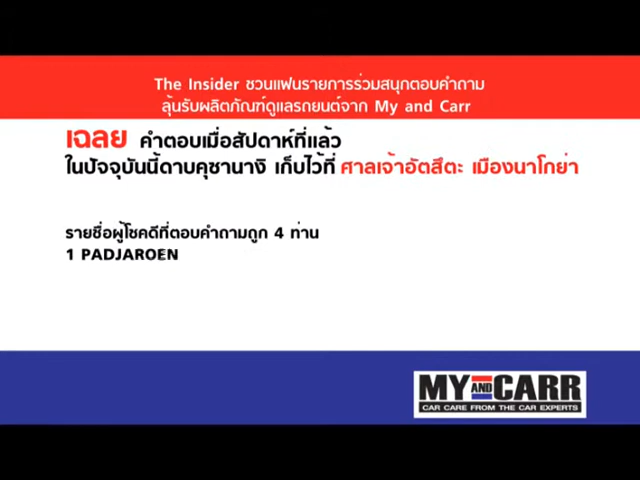 The Insider ชวนแฟนรายการร่วมสนุกตอบคำถาม
ลุ้นรับผลิตภัณฑ์ดูแลรถยนต์จาก My and Carr
เฉลย คำตอบเมื่อสัปดาห์ที่แล้ว
ในปัจจุบันนี้ดาบคุซานางิ เก็บไว้ที่ ศาลเจ้าอัตสึตะ เมืองนาโกย่า
รายชื่อผู้โชคดีที่ตอบคำถามถูก 4 ท่าน
1 PADJAROEN
MY AND CARR
CAR CARE FROM THE CAR EXPERTS